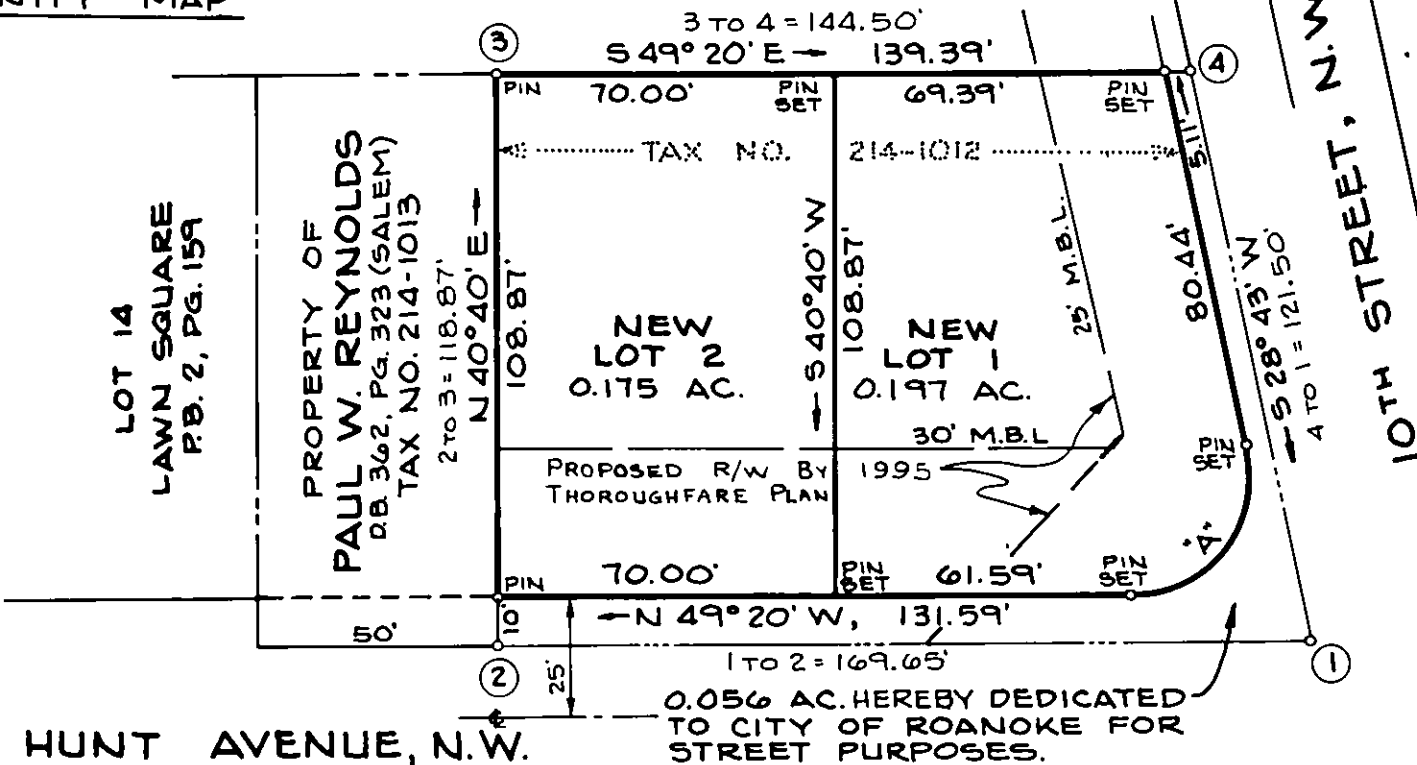 NITY MAP
3 TO 4 = 144.50'
S 49° 20' E → 139.39'
3
4
PIN
70.00'
PIN
SET
69.39'
PIN
SET
TAX NO. 214-1012
5.11'
LOT 14
LAWN SQUARE
P.B. 2, PG. 159
PROPERTY OF
PAUL W. REYNOLDS
D.B. 362, PG. 323 (SALEM)
TAX NO. 214-1013
2 TO 3 = 118.87'
N 40° 40' E →
108.87'
NEW
LOT 2
0.175 AC.
← S 40° 40' W
108.87'
NEW
LOT 1
0.197 AC.
25' M.B.L.
80.44'
← S 28° 43' W
4 TO 1 = 121.50'
10TH STREET, N.W
30' M.B.L
PROPOSED R/W BY 1995
THOROUGHFARE PLAN
PIN
SET
"A"
PIN
70.00'
PIN
SET
61.59'
PIN
SET
← N 49° 20' W, 131.59'
50'
10'
25'
1 TO 2 = 169.65'
2
1
℄
0.056 AC. HEREBY DEDICATED
TO CITY OF ROANOKE FOR
STREET PURPOSES.
HUNT AVENUE, N.W.